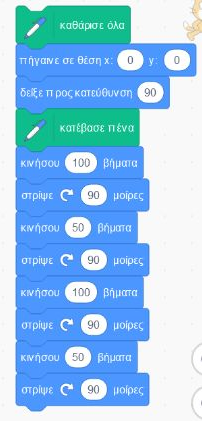 καθάρισε όλα
πήγαινε σε θέση x: 0 y: 0
δείξε προς κατεύθυνση 90
κατέβασε πένα
κινήσου 100 βήματα
στρίψε 90 μοίρες
κινήσου 50 βήματα
στρίψε 90 μοίρες
κινήσου 100 βήματα
στρίψε 90 μοίρες
κινήσου 50 βήματα
στρίψε 90 μοίρες